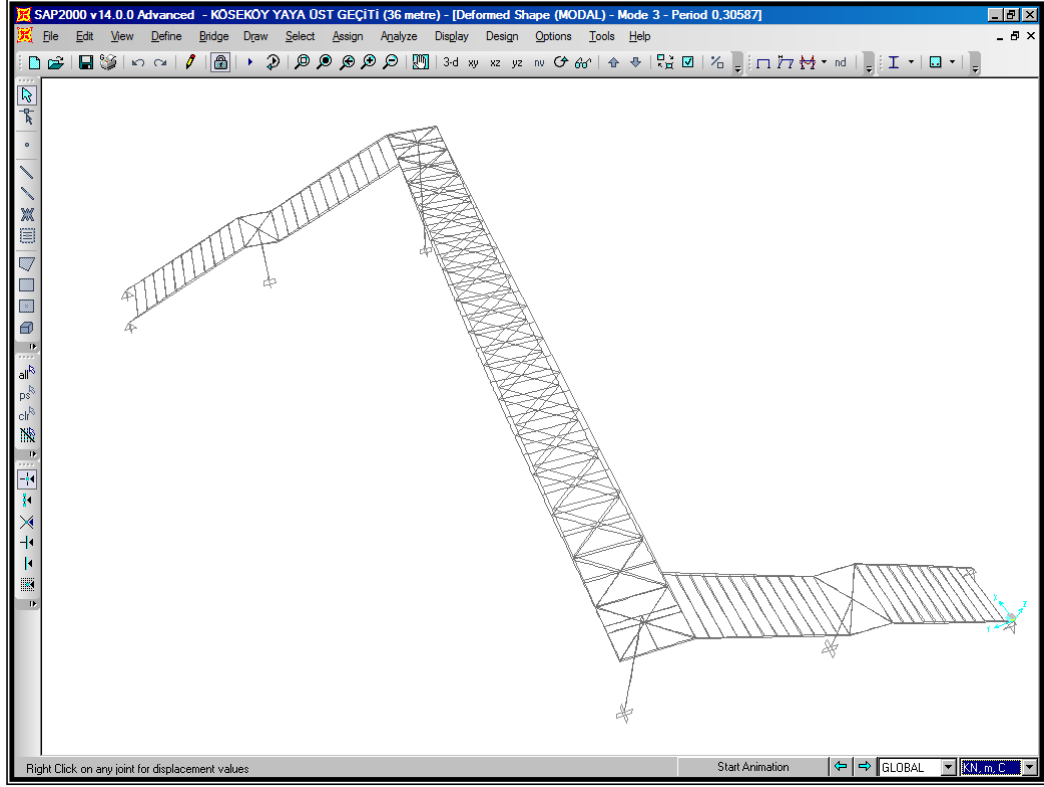 SAP2000 v14.0.0 Advanced - KÖSEKÖY YAYA ÜST GEÇİTİ (36 metre) - [Deformed Shape (MODAL) - Mode 3 - Period 0,30587]
File Edit View Define Bridge Draw Select Assign Analyze Display Design Options Tools Help
3-d xy xz yz nv nd
all
ps
clr
Right Click on any joint for displacement values Start Animation GLOBAL KN, m, C